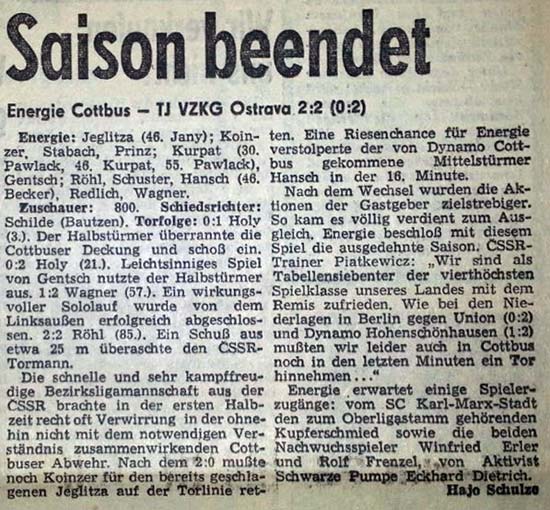 Saison beendet
Energie Cottbus — TJ VZKG Ostrava 2:2 (0:2)
Energie: Jeglitza (46. Jany); Koin-
zer, Stabach, Prinz; Kurpat (30.
Pawlack, 46. Kurpat, 55. Pawlack),
Gentsch; Röhl, Schuster, Hansch (46.
Becker), Redlich, Wagner.
Zuschauer: 800. Schiedsrichter:
Schilde (Bautzen). Torfolge: 0:1 Holy
(3.). Der Halbstürmer überrannte die
Cottbuser Deckung und schoß ein.
0:2 Holy (21.). Leichtsinniges Spiel
von Gentsch nutzte der Halbstürmer
aus. 1:2 Wagner (57.). Ein wirkungs-
voller Sololauf wurde von dem
Linksaußen erfolgreich abgeschlos-
sen. 2:2 Röhl (85.). Ein Schuß aus
etwa 25 m überaschte den ČSSR-
Tormann.
Die schnelle und sehr kampffreu-
dige Bezirksligamannschaft aus der
ČSSR brachte in der ersten Halb-
zeit recht oft Verwirrung in der ohne-
hin nicht mit dem notwendigen Ver-
ständnis zusammenwirkenden Cott-
buser Abwehr. Nach dem 2:0 mußte
noch Koinzer für den bereits geschla-
genen Jeglitza auf der Torlinie ret-
ten. Eine Riesenchance für Energie
verstolperte der von Dynamo Cott-
bus gekommene Mittelstürmer
Hansch in der 16. Minute.
Nach dem Wechsel wurden die Ak-
tionen der Gastgeber zielstrebiger.
So kam es völlig verdient zum Aus-
gleich. Energie beschloß mit diesem
Spiel die ausgedehnte Saison. ČSSR-
Trainer Piatkewicz: „Wir sind als
Tabellensiebenter der vierthöchsten
Spielklasse unseres Landes mit dem
Remis zufrieden. Wie bei den Nie-
derlagen in Berlin gegen Union (0:2)
und Dynamo Hohenschönhausen (1:2)
mußten wir leider auch in Cottbus
noch in den letzten Minuten ein Tor
hinnehmen . . .“
Energie erwartet einige Spieler-
zugänge: vom SC Karl-Marx-Stadt
den zum Oberligastamm gehörenden
Kupferschmied sowie die beiden
Nachwuchsspieler Winfried Erler
und Rolf Frenzel, von Aktivist
Schwarze Pumpe Eckhard Dietrich.
Hajo Schulze